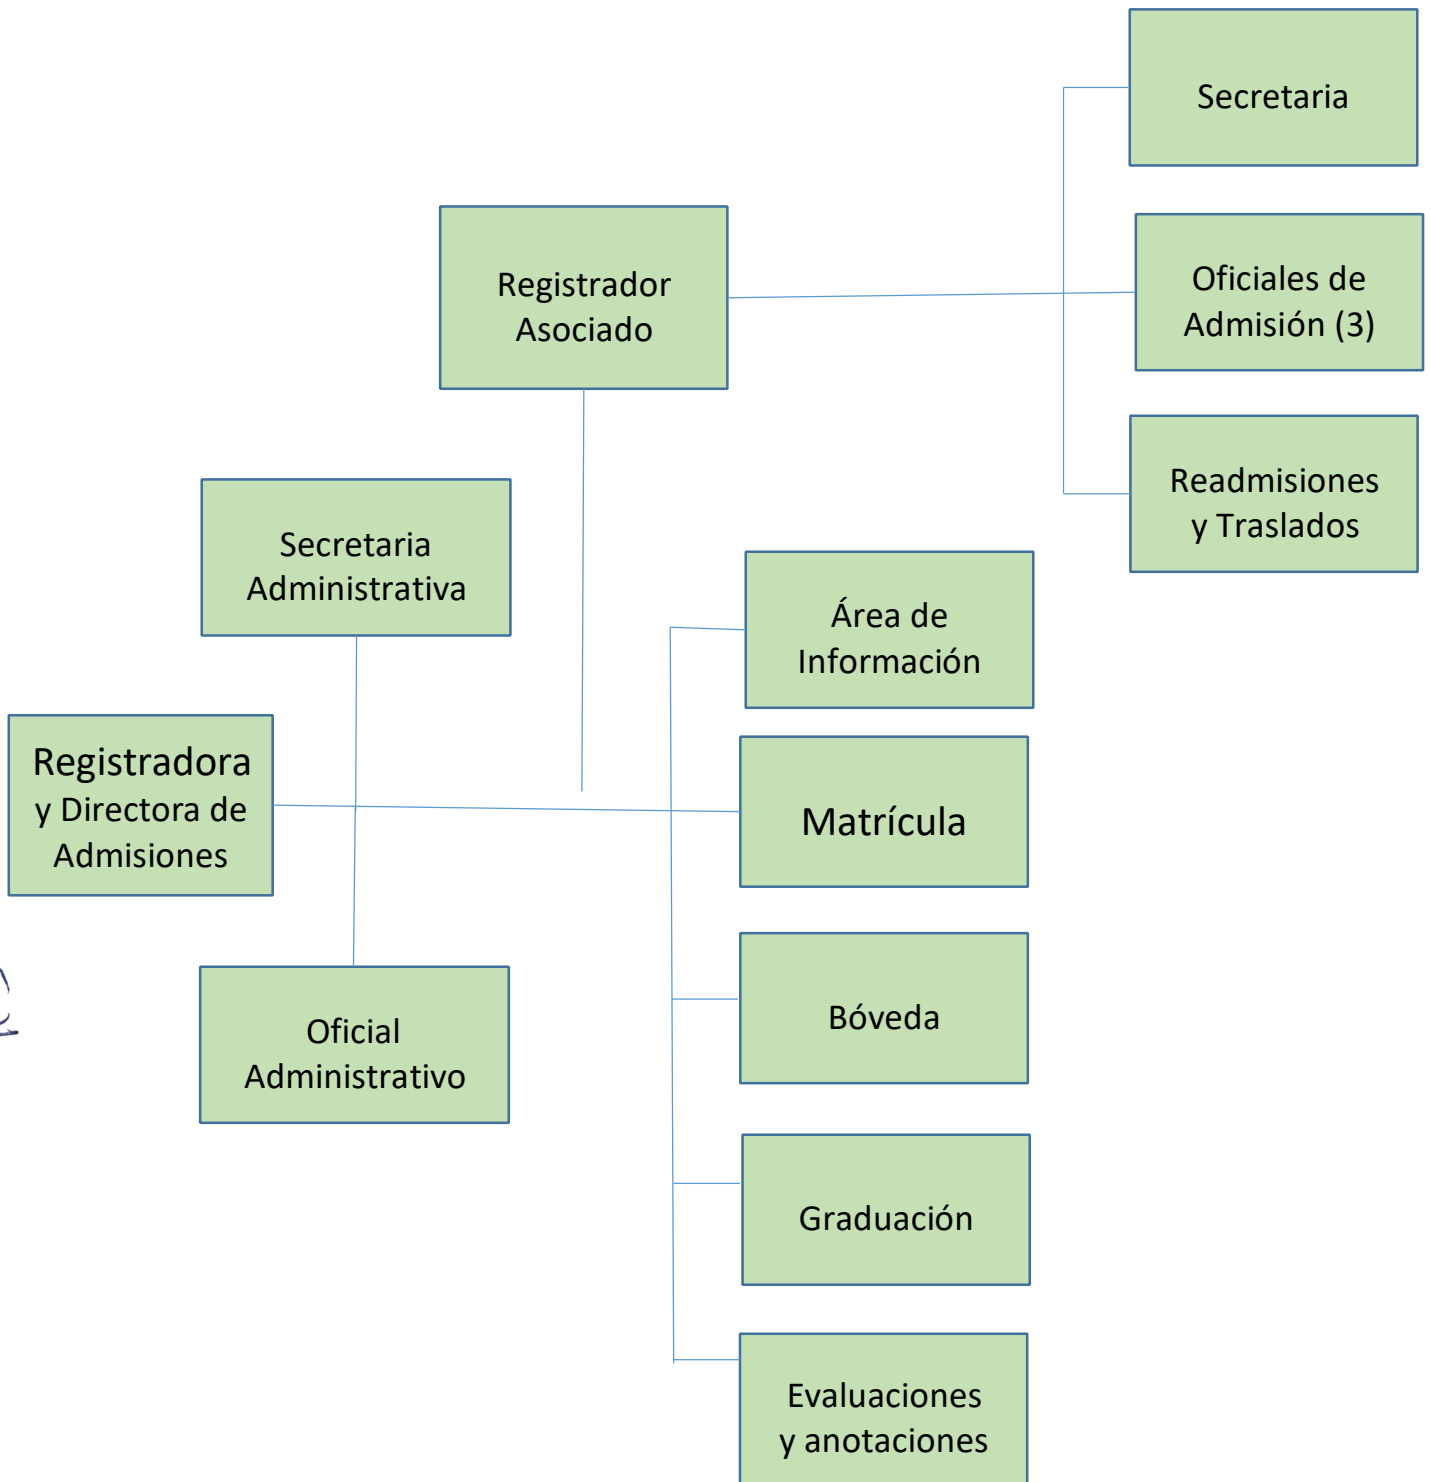 Secretaria
Registrador
Asociado
Oficiales de
Admisión (3)
Readmisiones
y Traslados
Secretaria
Administrativa
Área de
Información
Registradora
y Directora de
Admisiones
Matrícula
Oficial
Administrativo
Bóveda
Graduación
Evaluaciones
y anotaciones